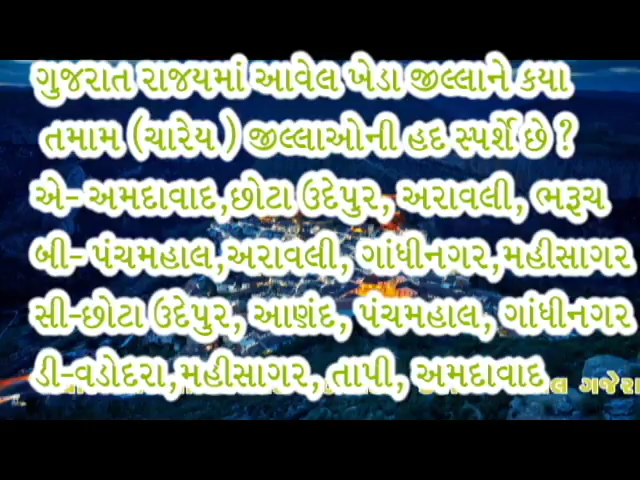 ગુજરાત રાજ્યમાં આવેલ ખેડા જીલ્લાને કયા
તમામ (ચારેય) જીલ્લાઓની હદ સ્પર્શે છે ?
એ- અમદાવાદ,છોટા ઉદેપુર, અરાવલી, ભરૂચ
બી- પંચમહાલ,અરાવલી, ગાંધીનગર,મહીસાગર
સી-છોટા ઉદેપુર, આણંદ, પંચમહાલ, ગાંધીનગર
ડી-વડોદરા,મહીસાગર, તાપી, અમદાવાદ